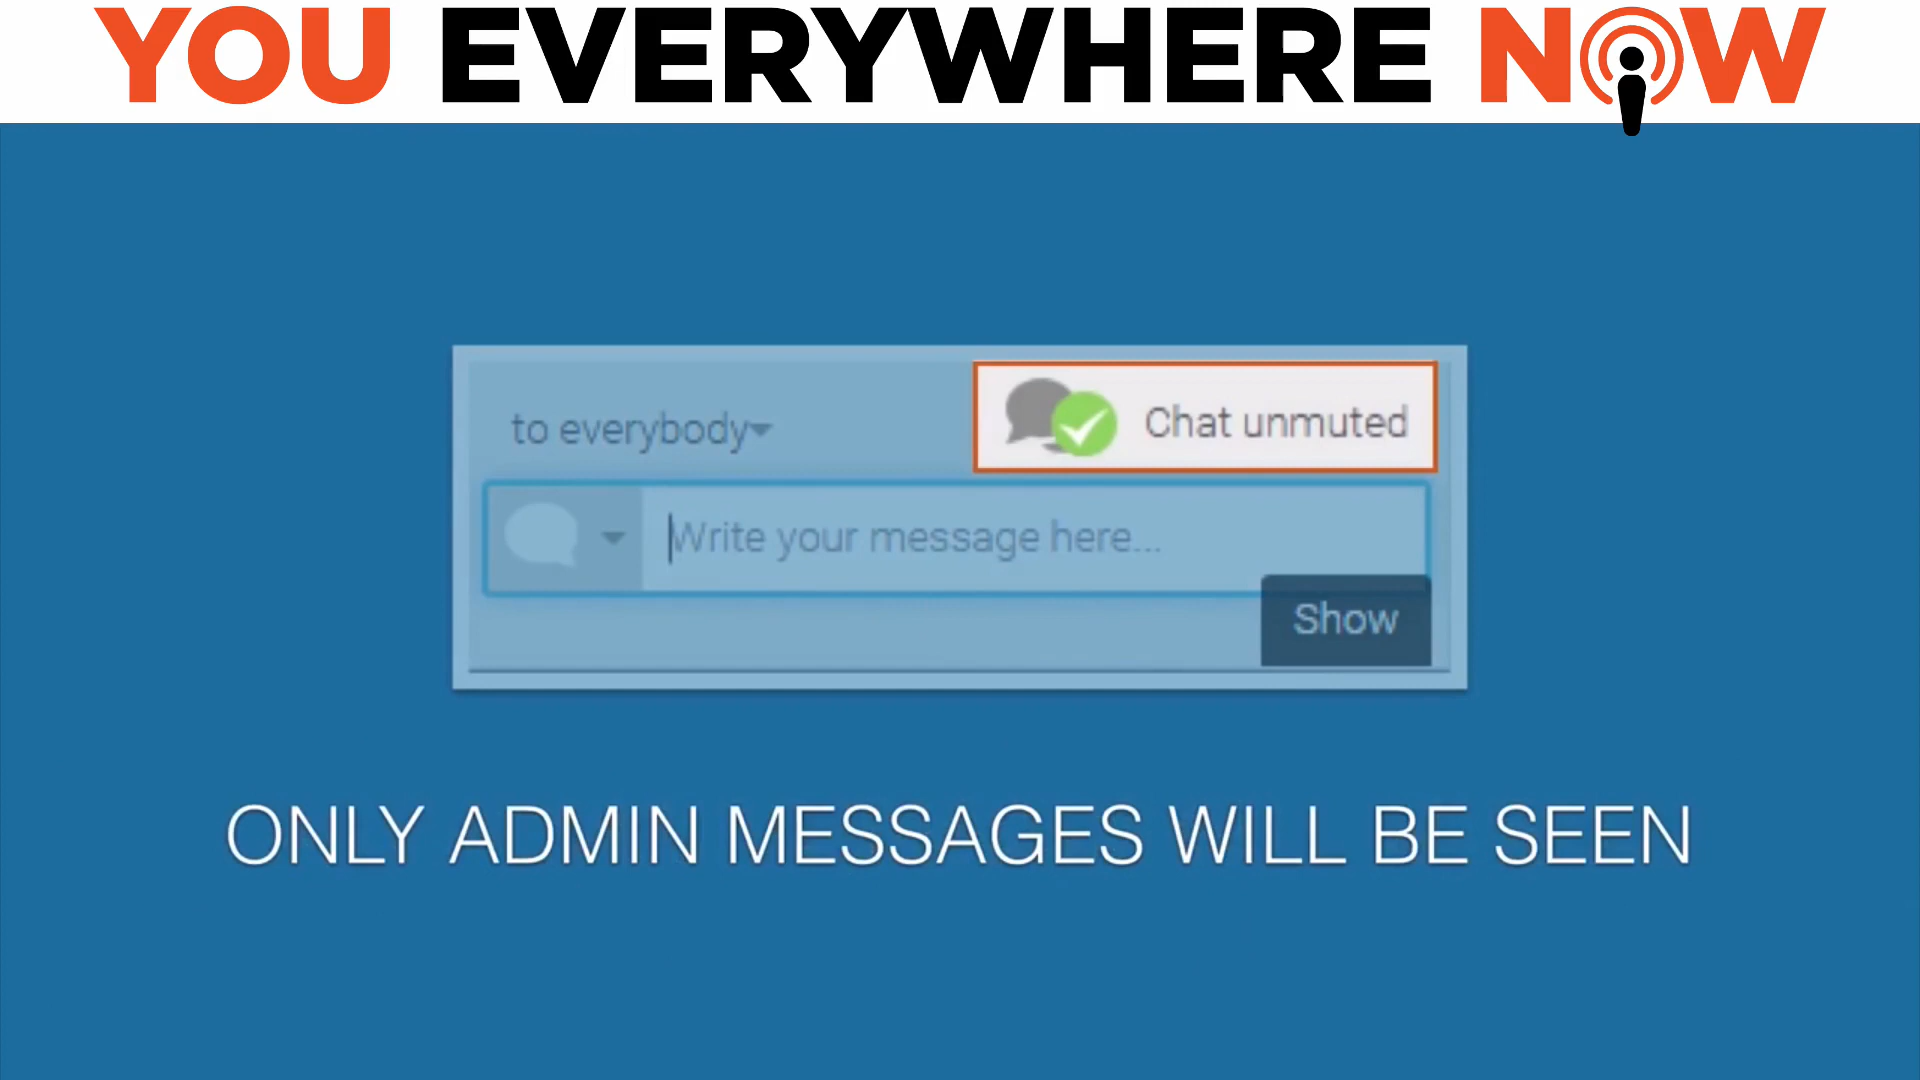 YOU EVERYWHERE NOW
to everybody
Chat unmuted
Write your message here...
Show
ONLY ADMIN MESSAGES WILL BE SEEN